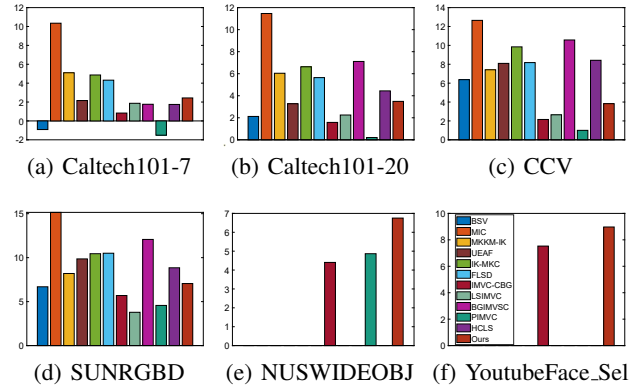 12
10
8
6
4
2
0
-2
(a) Caltech101-7
12
10
8
6
4
2
0
(b) Caltech101-20
14
12
10
8
6
4
2
0
(c) CCV
15
10
5
0
(d) SUNRGBD
7
6
5
4
3
2
1
0
(e) NUSWIDEOBJ
10
8
6
4
2
0
BSV
MIC
MKKM-IK
UEAF
IK-MKC
FLSD
IMVC-CBG
LSIMVC
BGIMVSC
PIMVC
HCLS
Ours
(f) YoutubeFace_Sel